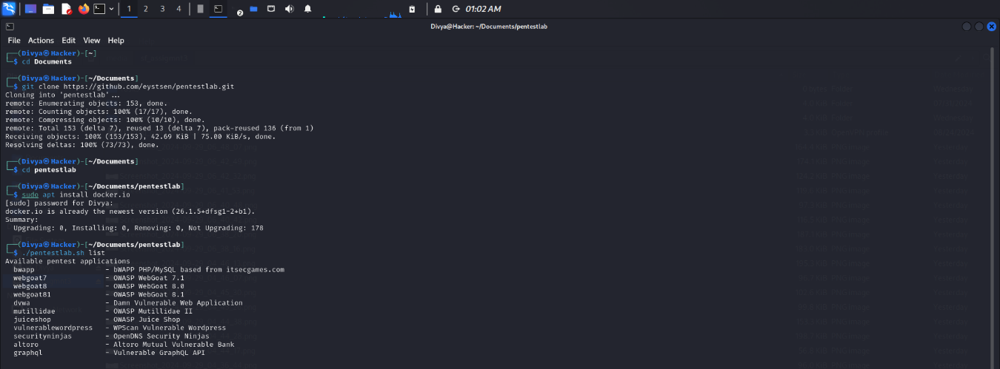 1 2 3 4 2 01:02 AM
Divya@Hacker: ~/Documents/pentestlab
File Actions Edit View Help
┌──(Divya㉿Hacker)-[~]
└─$ cd Documents
┌──(Divya㉿Hacker)-[~/Documents]
└─$ git clone https://github.com/eystsen/pentestlab.git
Cloning into 'pentestlab'...
remote: Enumerating objects: 153, done.
remote: Counting objects: 100% (17/17), done.
remote: Compressing objects: 100% (10/10), done.
remote: Total 153 (delta 7), reused 13 (delta 7), pack-reused 136 (from 1)
Receiving objects: 100% (153/153), 42.69 KiB | 75.00 KiB/s, done.
Resolving deltas: 100% (73/73), done.
┌──(Divya㉿Hacker)-[~/Documents]
└─$ cd pentestlab
┌──(Divya㉿Hacker)-[~/Documents/pentestlab]
└─$ sudo apt install docker.io
[sudo] password for Divya:
docker.io is already the newest version (26.1.5+dfsg1-2+b1).
Summary:
  Upgrading: 0, Installing: 0, Removing: 0, Not Upgrading: 178
┌──(Divya㉿Hacker)-[~/Documents/pentestlab]
└─$ ./pentestlab.sh list
Available pentest applications
  bwapp - bWAPP PHP/MySQL based from itsecgames.com
  webgoat7 - OWASP WebGoat 7.1
  webgoat8 - OWASP WebGoat 8.0
  webgoat81 - OWASP WebGoat 8.1
  dvwa - Damn Vulnerable Web Application
  mutillidae - OWASP Mutillidae II
  juiceshop - OWASP Juice Shop
  vulnerablewordpress - WPScan Vulnerable Wordpress
  securityninjas - OpenDNS Security Ninjas
  altoro - Altoro Mutual Vulnerable Bank
  graphql - Vulnerable GraphQL API